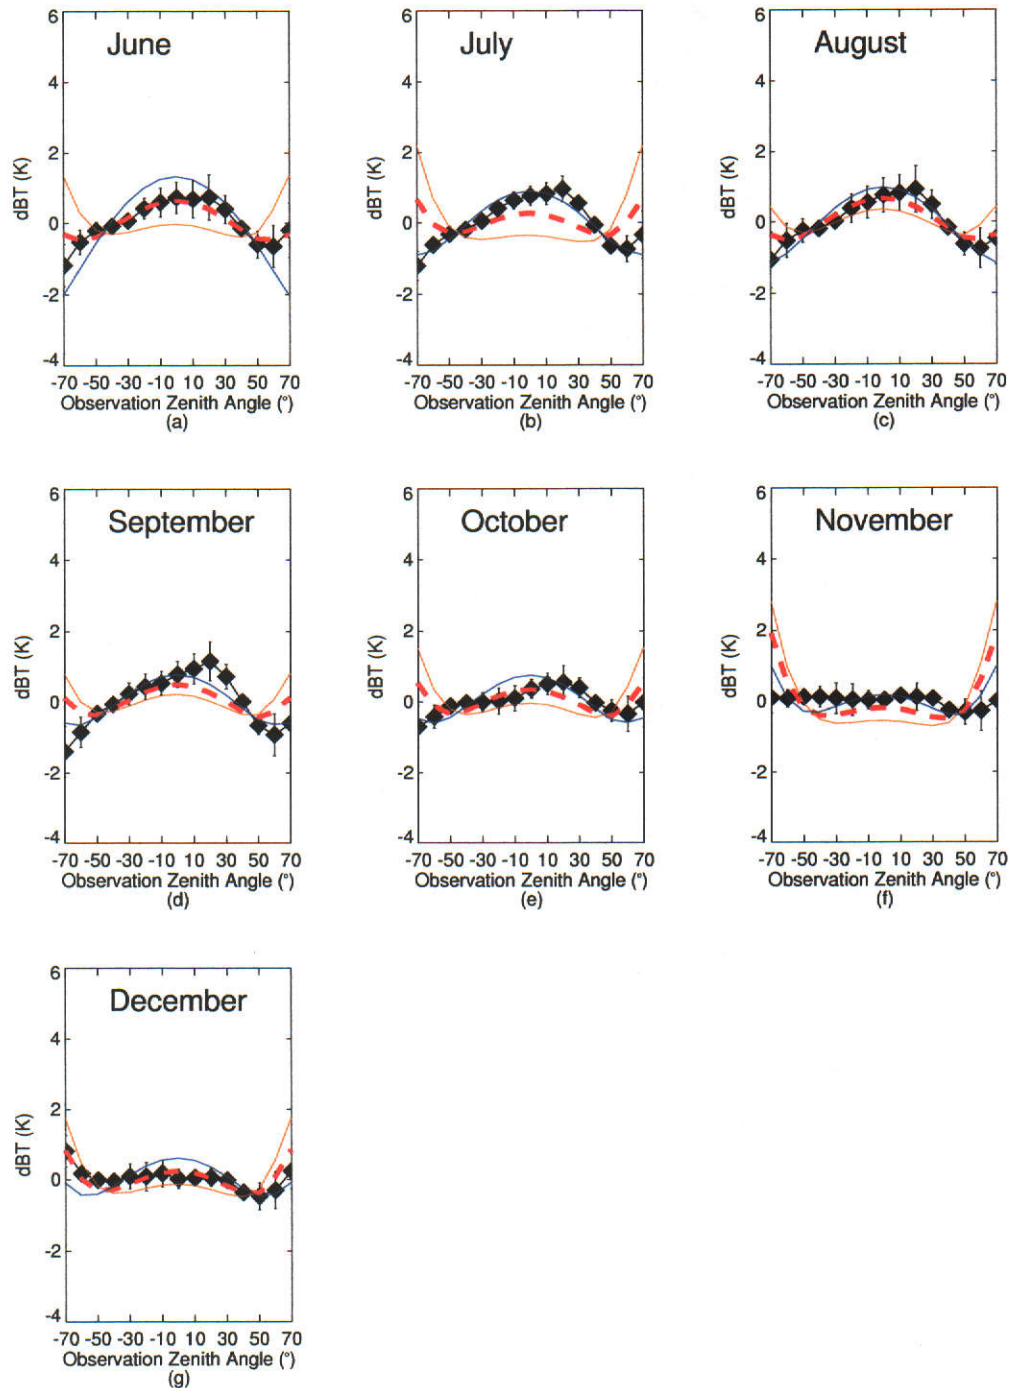 June
July
August
6
4
2
0
-2
-4
dBT (K)
-70 -50 -30 -10 10 30 50 70
Observation Zenith Angle (°)
(a)
6
4
2
0
-2
-4
dBT (K)
-70 -50 -30 -10 10 30 50 70
Observation Zenith Angle (°)
(b)
6
4
2
0
-2
-4
dBT (K)
-70 -50 -30 -10 10 30 50 70
Observation Zenith Angle (°)
(c)
September
October
November
6
4
2
0
-2
-4
dBT (K)
-70 -50 -30 -10 10 30 50 70
Observation Zenith Angle (°)
(d)
6
4
2
0
-2
-4
dBT (K)
-70 -50 -30 -10 10 30 50 70
Observation Zenith Angle (°)
(e)
6
4
2
0
-2
-4
dBT (K)
-70 -50 -30 -10 10 30 50 70
Observation Zenith Angle (°)
(f)
December
6
4
2
0
-2
-4
dBT (K)
-70 -50 -30 -10 10 30 50 70
Observation Zenith Angle (°)
(g)